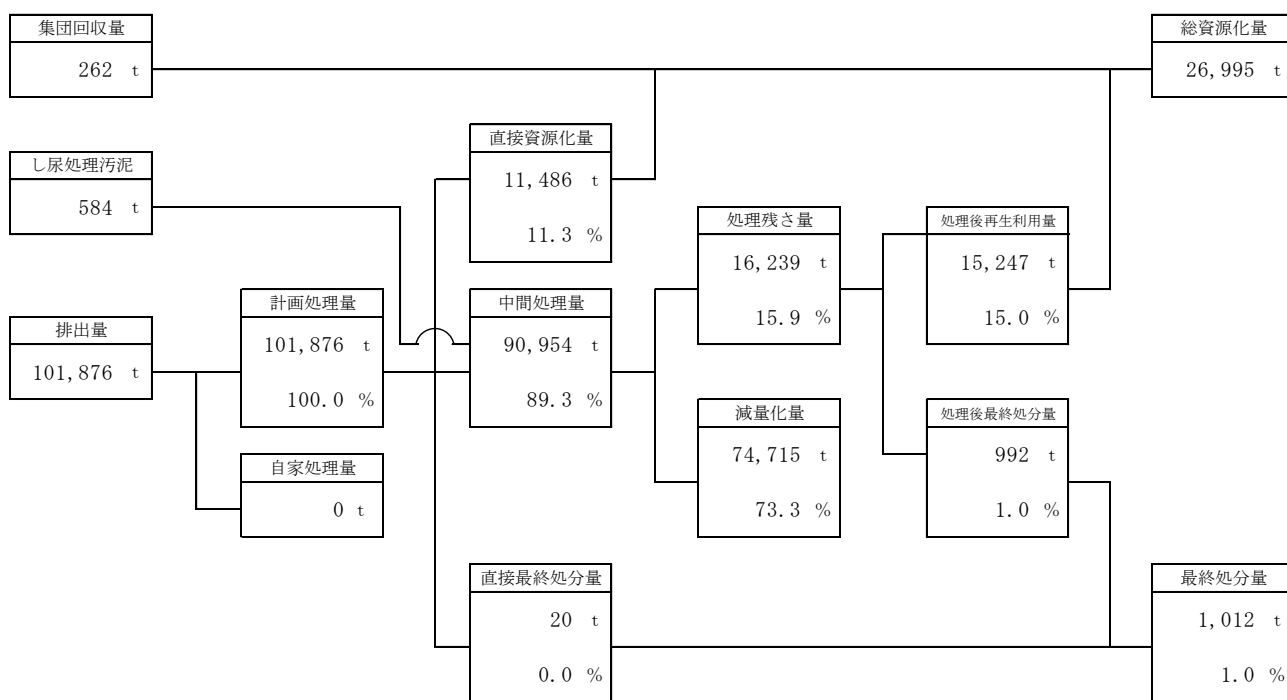 集団回収量
262 t
総資源化量
26,995 t
直接資源化量
11,486 t
11.3 %
し尿処理汚泥
584 t
処理残さ量
16,239 t
15.9 %
処理後再生利用量
15,247 t
15.0 %
計画処理量
101,876 t
100.0 %
中間処理量
90,954 t
89.3 %
排出量
101,876 t
減量化量
74,715 t
73.3 %
処理後最終処分量
992 t
1.0 %
自家処理量
0 t
直接最終処分量
20 t
0.0 %
最終処分量
1,012 t
1.0 %